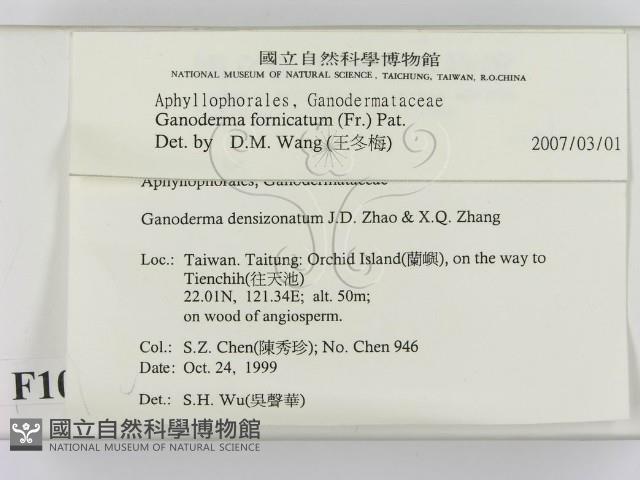 國立自然科學博物館
NATIONAL MUSEUM OF NATURAL SCIENCE, TAICHUNG, TAIWAN, R.O.CHINA
Aphyllophorales, Ganodermataceae
Ganoderma fornicatum (Fr.) Pat.
Det. by D.M. Wang(王冬梅) 2007/03/01
Aphyllophorales, Ganodermataceae
Ganoderma densizonatum J.D. Zhao & X.Q. Zhang
Loc.: Taiwan. Taitung: Orchid Island(蘭嶼), on the way to
Tienchih(往天池)
22.01N, 121.34E; alt. 50m;
on wood of angiosperm.
Col.: S.Z. Chen(陳秀珍); No. Chen 946
Date: Oct. 24, 1999
F10
Det.: S.H. Wu(吳聲華)
國立自然科學博物館
NATIONAL MUSEUM OF NATURAL SCIENCE